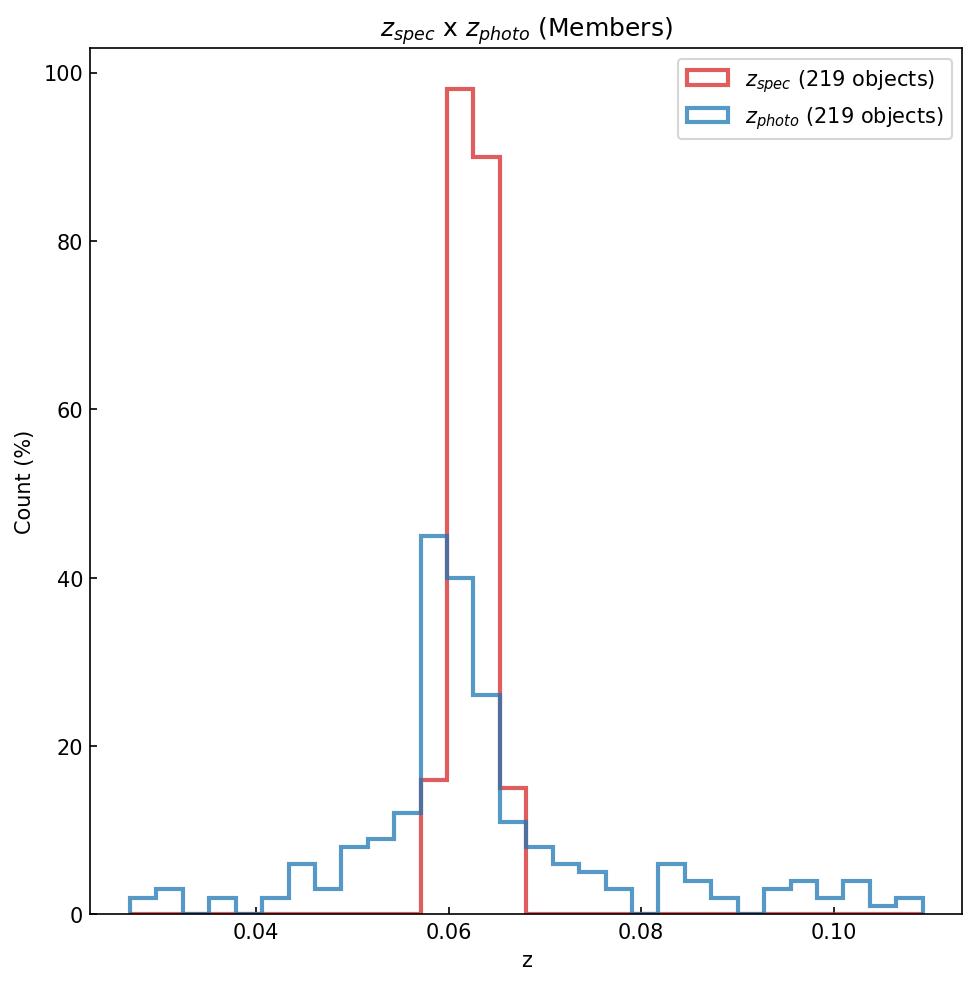 z_spec x z_photo (Members)
z_spec (219 objects)
z_photo (219 objects)
Count (%)
100
80
60
40
20
0
0.04 0.06 0.08 0.10
z